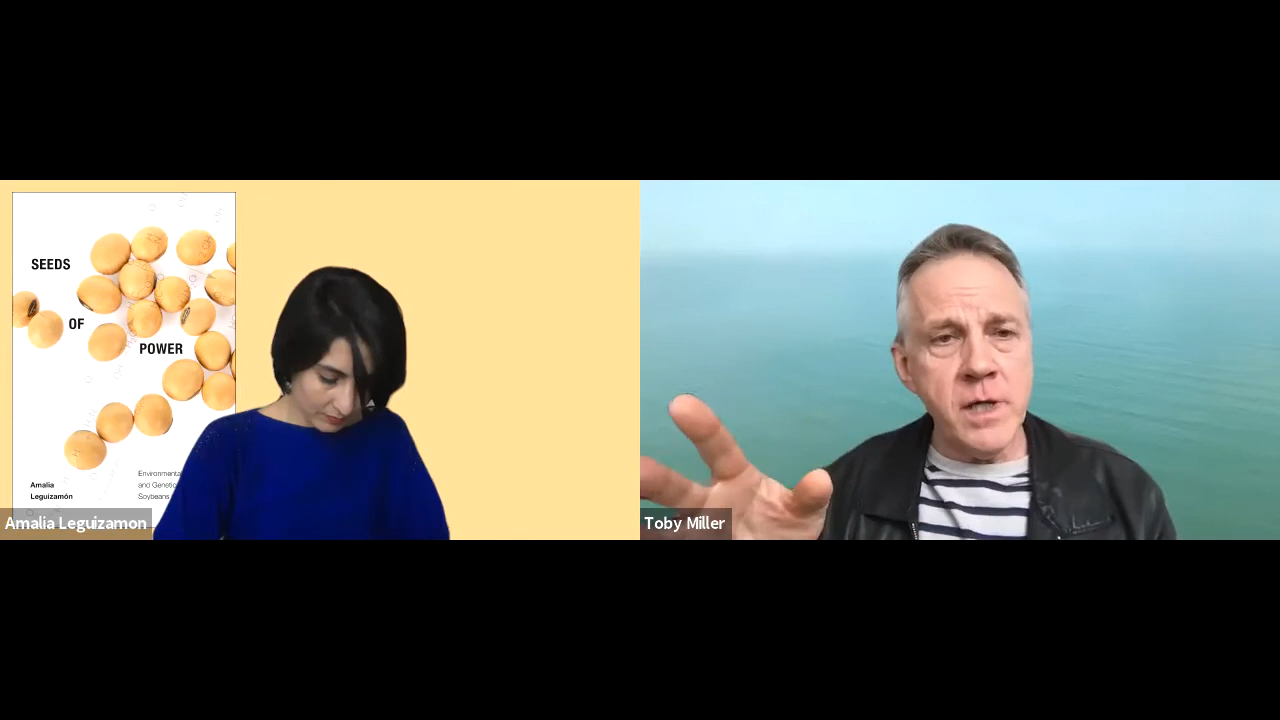 SEEDS
OF
POWER
Environmenta
and Genetic
Soybeans
Amalia
Leguizamón
Amalia Leguizamon
Toby Miller